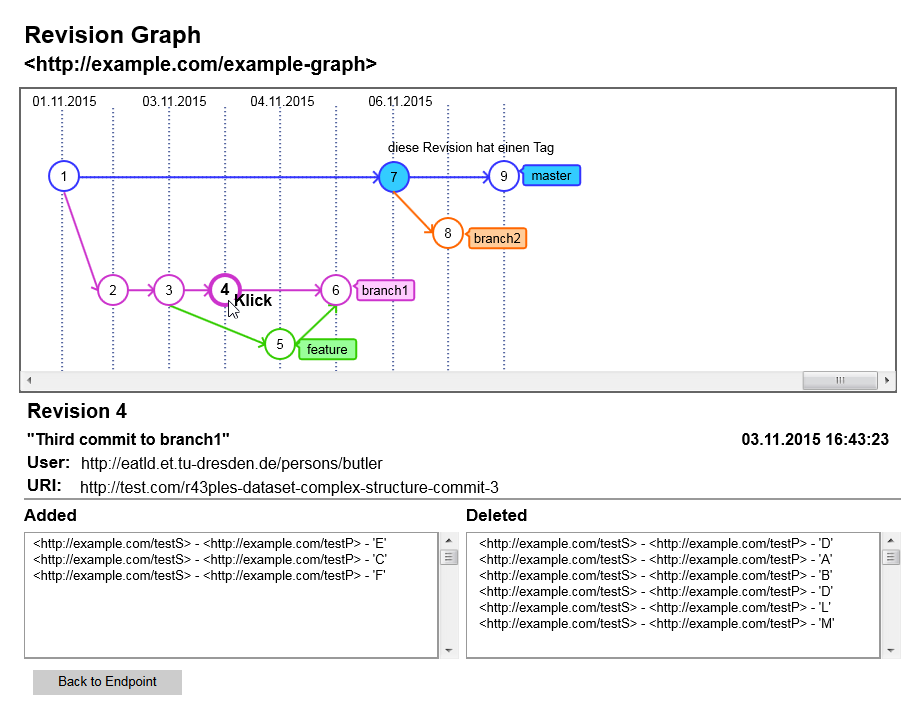 Revision Graph
<http://example.com/example-graph>
01.11.2015 03.11.2015 04.11.2015 06.11.2015
diese Revision hat einen Tag
1 7 9 master
8 branch2
2 3 4 6 branch1
Klick
5 feature
Revision 4
"Third commit to branch1" 03.11.2015 16:43:23
User: http://eatld.et.tu-dresden.de/persons/butler
URI: http://test.com/r43ples-dataset-complex-structure-commit-3
Added Deleted
<http://example.com/testS> - <http://example.com/testP> - 'E'
<http://example.com/testS> - <http://example.com/testP> - 'C'
<http://example.com/testS> - <http://example.com/testP> - 'F'
<http://example.com/testS> - <http://example.com/testP> - 'D'
<http://example.com/testS> - <http://example.com/testP> - 'A'
<http://example.com/testS> - <http://example.com/testP> - 'B'
<http://example.com/testS> - <http://example.com/testP> - 'D'
<http://example.com/testS> - <http://example.com/testP> - 'L'
<http://example.com/testS> - <http://example.com/testP> - 'M'
Back to Endpoint